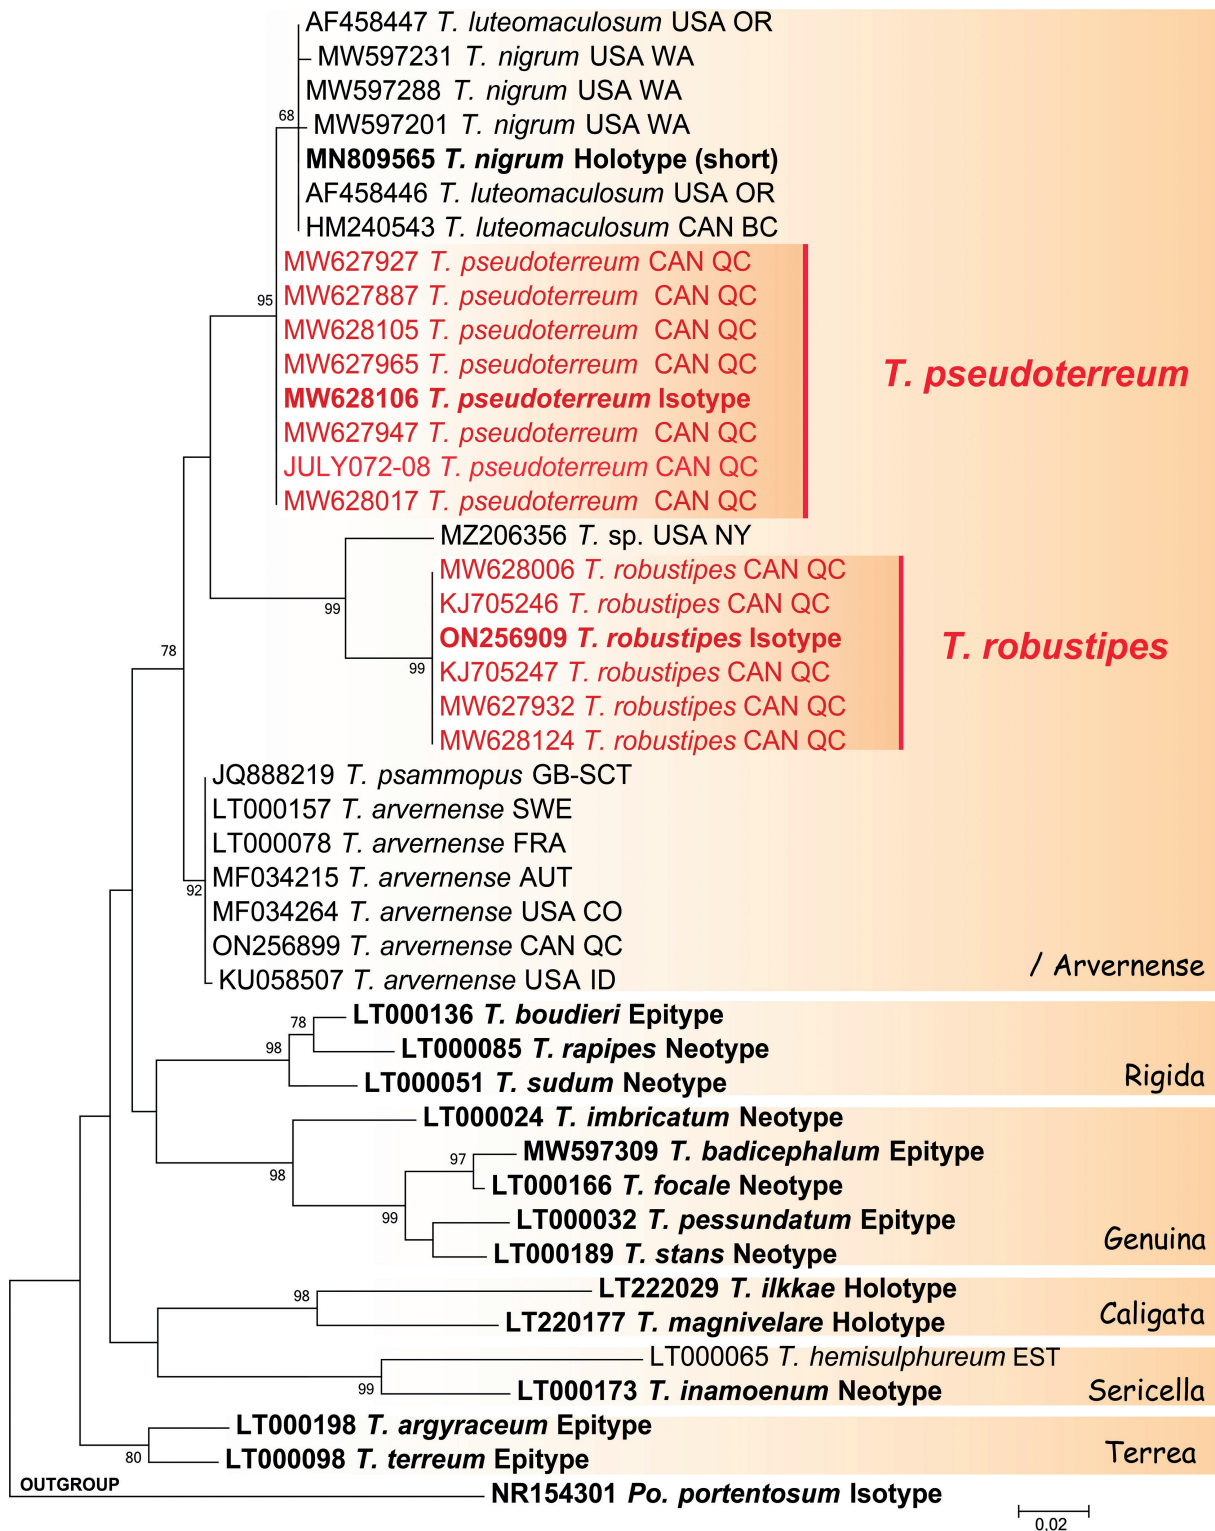 AF458447 T. luteomaculosum USA OR
MW597231 T. nigrum USA WA
MW597288 T. nigrum USA WA
68
MW597201 T. nigrum USA WA
MN809565 T. nigrum Holotype (short)
AF458446 T. luteomaculosum USA OR
HM240543 T. luteomaculosum CAN BC
MW627927 T. pseudoterreum CAN QC
95
MW627887 T. pseudoterreum CAN QC
MW628105 T. pseudoterreum CAN QC
MW627965 T. pseudoterreum CAN QC
T. pseudoterreum
MW628106 T. pseudoterreum Isotype
MW627947 T. pseudoterreum CAN QC
JULY072-08 T. pseudoterreum CAN QC
MW628017 T. pseudoterreum CAN QC
MZ206356 T. sp. USA NY
MW628006 T. robustipes CAN QC
99
KJ705246 T. robustipes CAN QC
ON256909 T. robustipes Isotype
T. robustipes
78
99
KJ705247 T. robustipes CAN QC
MW627932 T. robustipes CAN QC
MW628124 T. robustipes CAN QC
JQ888219 T. psammopus GB-SCT
LT000157 T. arvernense SWE
LT000078 T. arvernense FRA
92
MF034215 T. arvernense AUT
MF034264 T. arvernense USA CO
ON256899 T. arvernense CAN QC
/ Arvernense
KU058507 T. arvernense USA ID
78
LT000136 T. boudieri Epitype
98
LT000085 T. rapipes Neotype
LT000051 T. sudum Neotype
Rigida
LT000024 T. imbricatum Neotype
97
MW597309 T. badicephalum Epitype
98
LT000166 T. focale Neotype
99
LT000032 T. pessundatum Epitype
Genuina
LT000189 T. stans Neotype
98
LT222029 T. ilkkae Holotype
Caligata
LT220177 T. magnivelare Holotype
LT000065 T. hemisulphureum EST
99
LT000173 T. inamoenum Neotype
Sericella
LT000198 T. argyraceum Epitype
80
LT000098 T. terreum Epitype
Terrea
OUTGROUP
NR154301 Po. portentosum Isotype
0.02